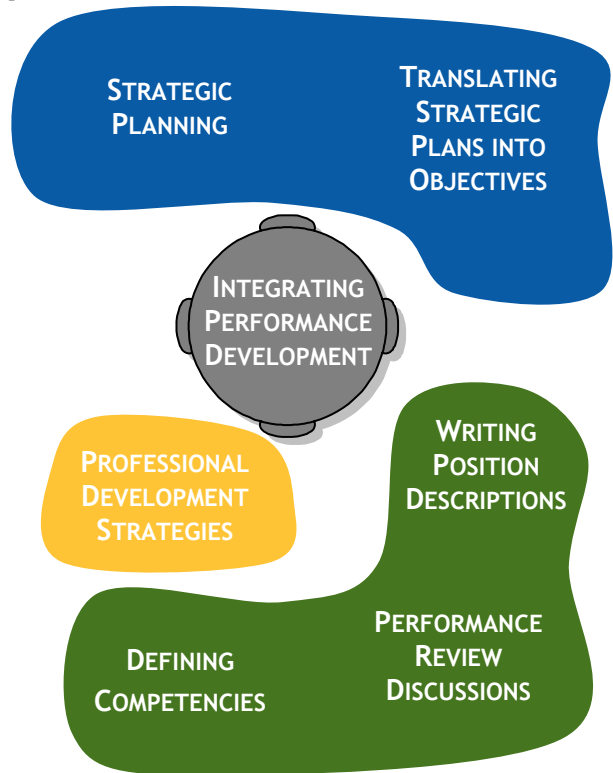 STRATEGIC
PLANNING
TRANSLATING
STRATEGIC
PLANS INTO
OBJECTIVES
INTEGRATING
PERFORMANCE
DEVELOPMENT
PROFESSIONAL
DEVELOPMENT
STRATEGIES
WRITING
POSITION
DESCRIPTIONS
DEFINING
COMPETENCIES
PERFORMANCE
REVIEW
DISCUSSIONS